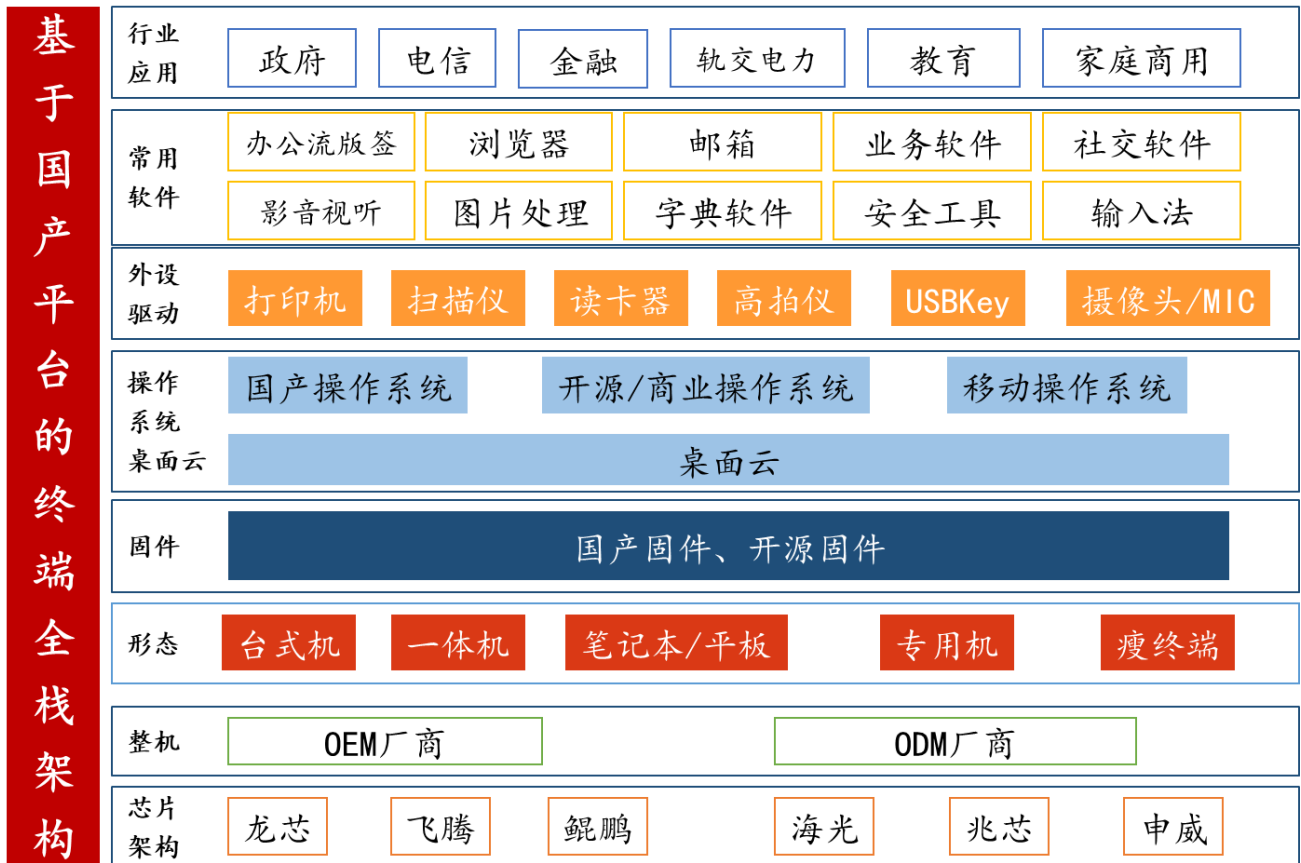 基于国产平台的终端全栈架构
行业
应用
政府 电信 金融 轨交电力 教育 家庭商用
常用
软件
办公流版签 浏览器 邮箱 业务软件 社交软件
影音视听 图片处理 字典软件 安全工具 输入法
外设
驱动
打印机 扫描仪 读卡器 高拍仪 USBKey 摄像头/MIC
操作
系统
桌面云
国产操作系统 开源/商业操作系统 移动操作系统
桌面云
固件
国产固件、开源固件
形态
台式机 一体机 笔记本/平板 专用机 瘦终端
整机
OEM厂商 ODM厂商
芯片
架构
龙芯 飞腾 鲲鹏 海光 兆芯 申威